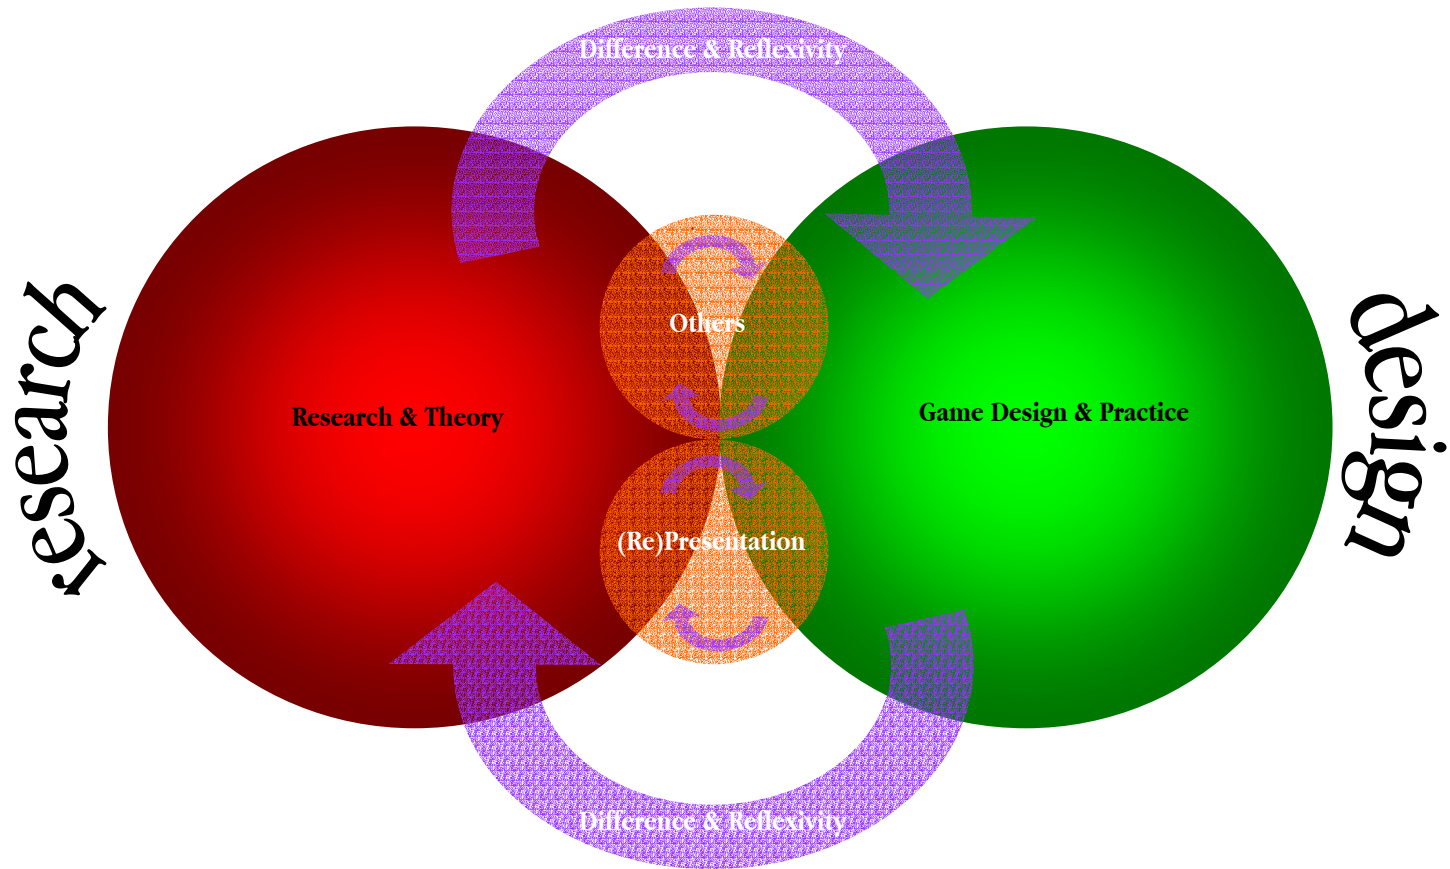 Difference & Reflexivity
research
Others
Research & Theory
Game Design & Practice
design
(Re)Presentation
Difference & Reflexivity